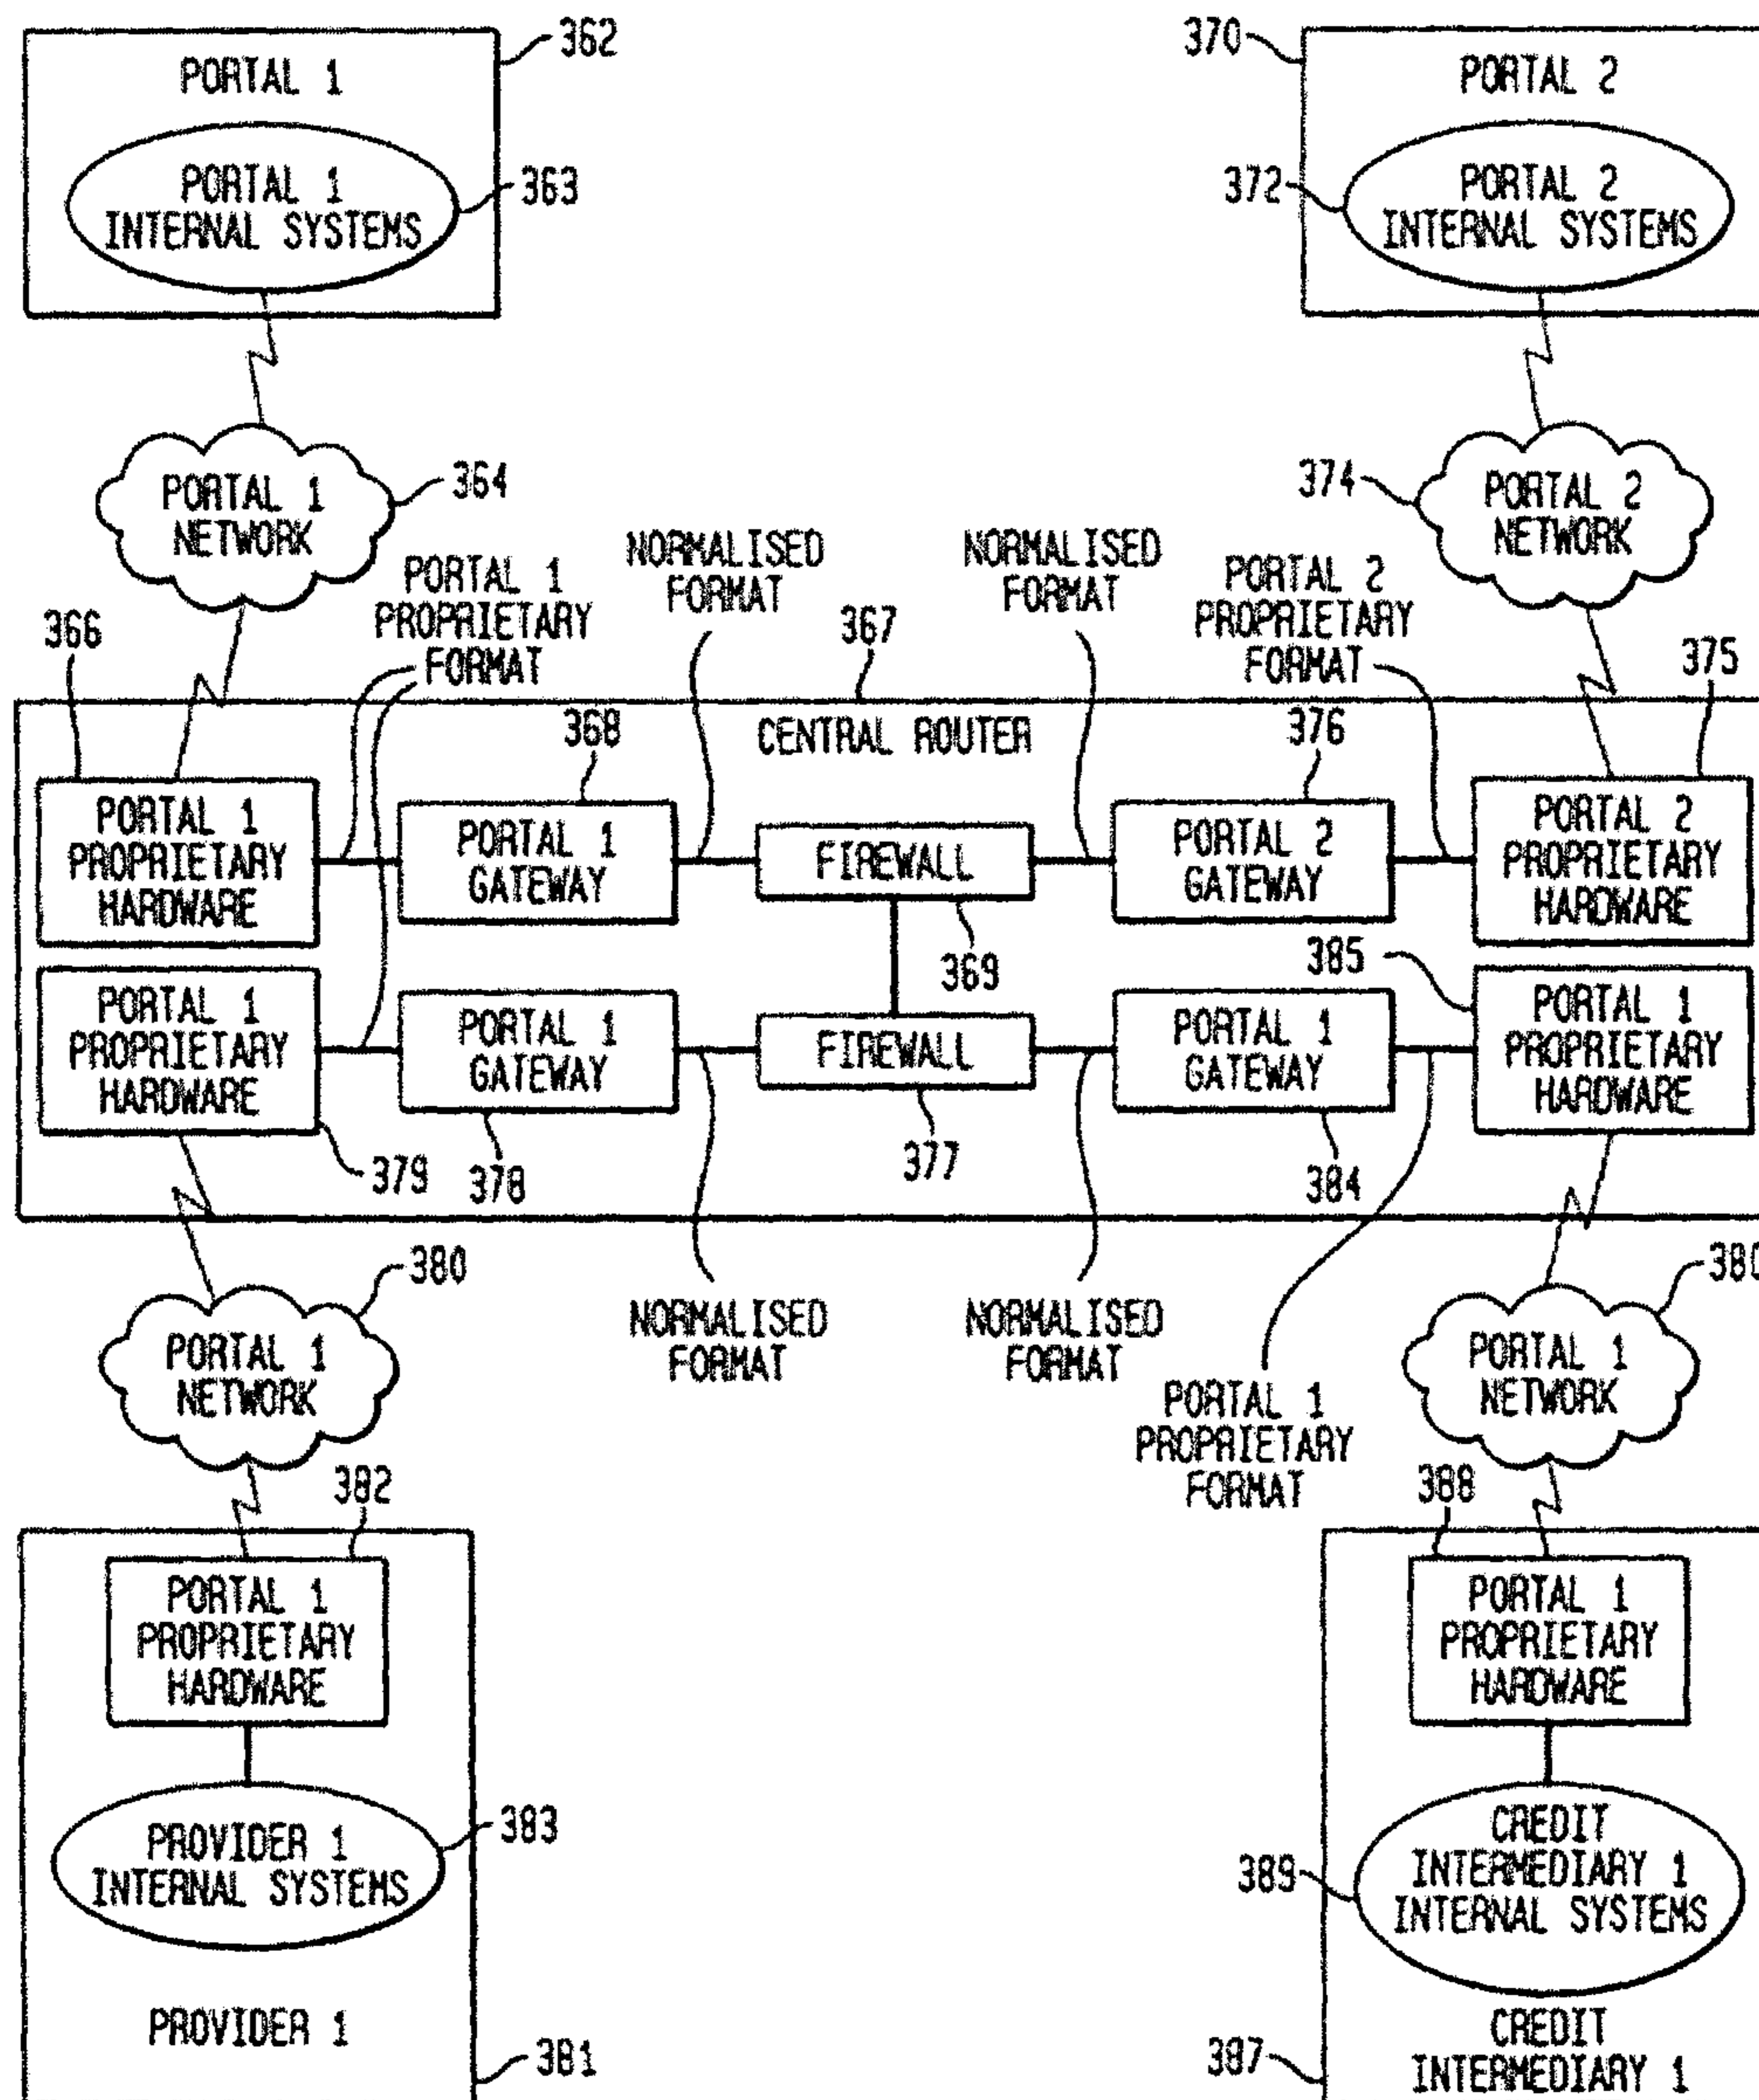 362
PORTAL 1
PORTAL 1
INTERNAL SYSTEMS
363
370
PORTAL 2
372
PORTAL 2
INTERNAL SYSTEMS
PORTAL 1
NETWORK
364
374
PORTAL 2
NETWORK
366
PORTAL 1
PROPRIETARY
FORMAT
NORMALISED
FORMAT
367
NORMALISED
FORMAT
PORTAL 2
PROPRIETARY
FORMAT
375
CENTRAL ROUTER
368
376
PORTAL 1
PROPRIETARY
HARDWARE
PORTAL 1
GATEWAY
FIREWALL
PORTAL 2
GATEWAY
PORTAL 2
PROPRIETARY
HARDWARE
369
385
PORTAL 1
PROPRIETARY
HARDWARE
PORTAL 1
GATEWAY
FIREWALL
PORTAL 1
GATEWAY
PORTAL 1
PROPRIETARY
HARDWARE
379
378
377
384
380
PORTAL 1
NETWORK
NORMALISED
FORMAT
NORMALISED
FORMAT
PORTAL 1
PROPRIETARY
FORMAT
380
PORTAL 1
NETWORK
382
PORTAL 1
PROPRIETARY
HARDWARE
PROVIDER 1
INTERNAL SYSTEMS
383
PROVIDER 1
381
388
PORTAL 1
PROPRIETARY
HARDWARE
389
CREDIT
INTERMEDIARY 1
INTERNAL SYSTEMS
387
CREDIT
INTERMEDIARY 1